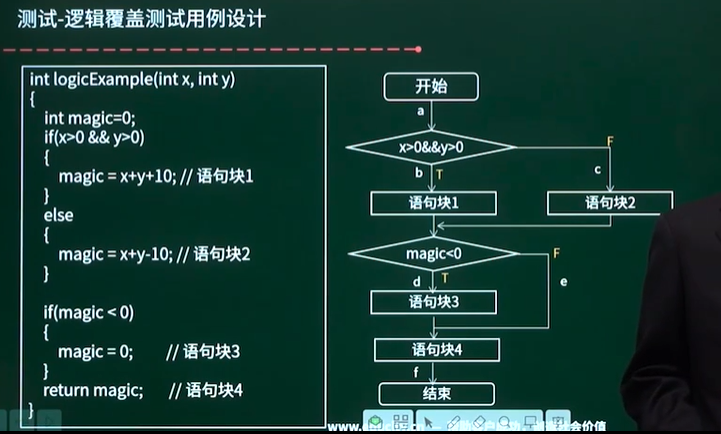 测试-逻辑覆盖测试用例设计
int logicExample(int x, int y)
{
int magic=0;
if(x>0 && y>0)
{
magic = x+y+10; // 语句块1
}
else
{
magic = x+y-10; // 语句块2
}
if(magic < 0)
{
magic = 0; // 语句块3
}
return magic; // 语句块4
}
开始
a
x>0&&y>0
F
b T
c
语句块1
语句块2
magic<0
F
d T
e
语句块3
语句块4
f
结束
社会价值